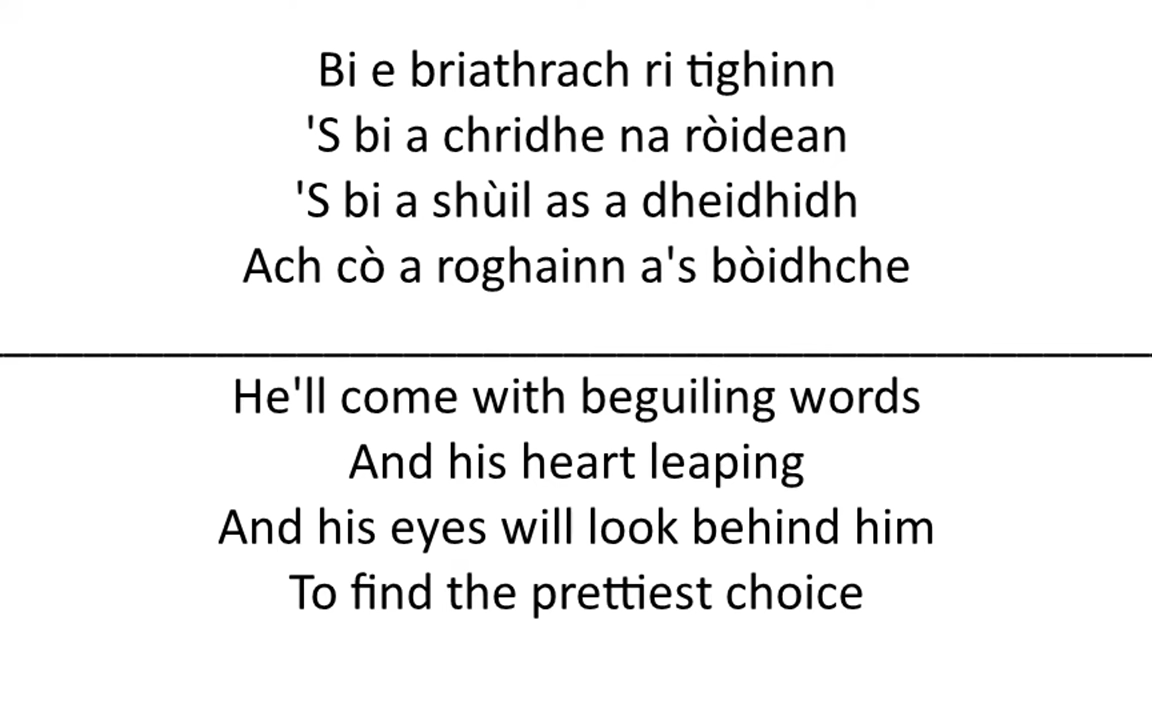 Bi e briathrach ri tighinn
'S bi a chridhe na ròidean
'S bi a shùil as a dheidhidh
Ach cò a roghainn a's bòidhche
He'll come with beguiling words
And his heart leaping
And his eyes will look behind him
To find the prettiest choice